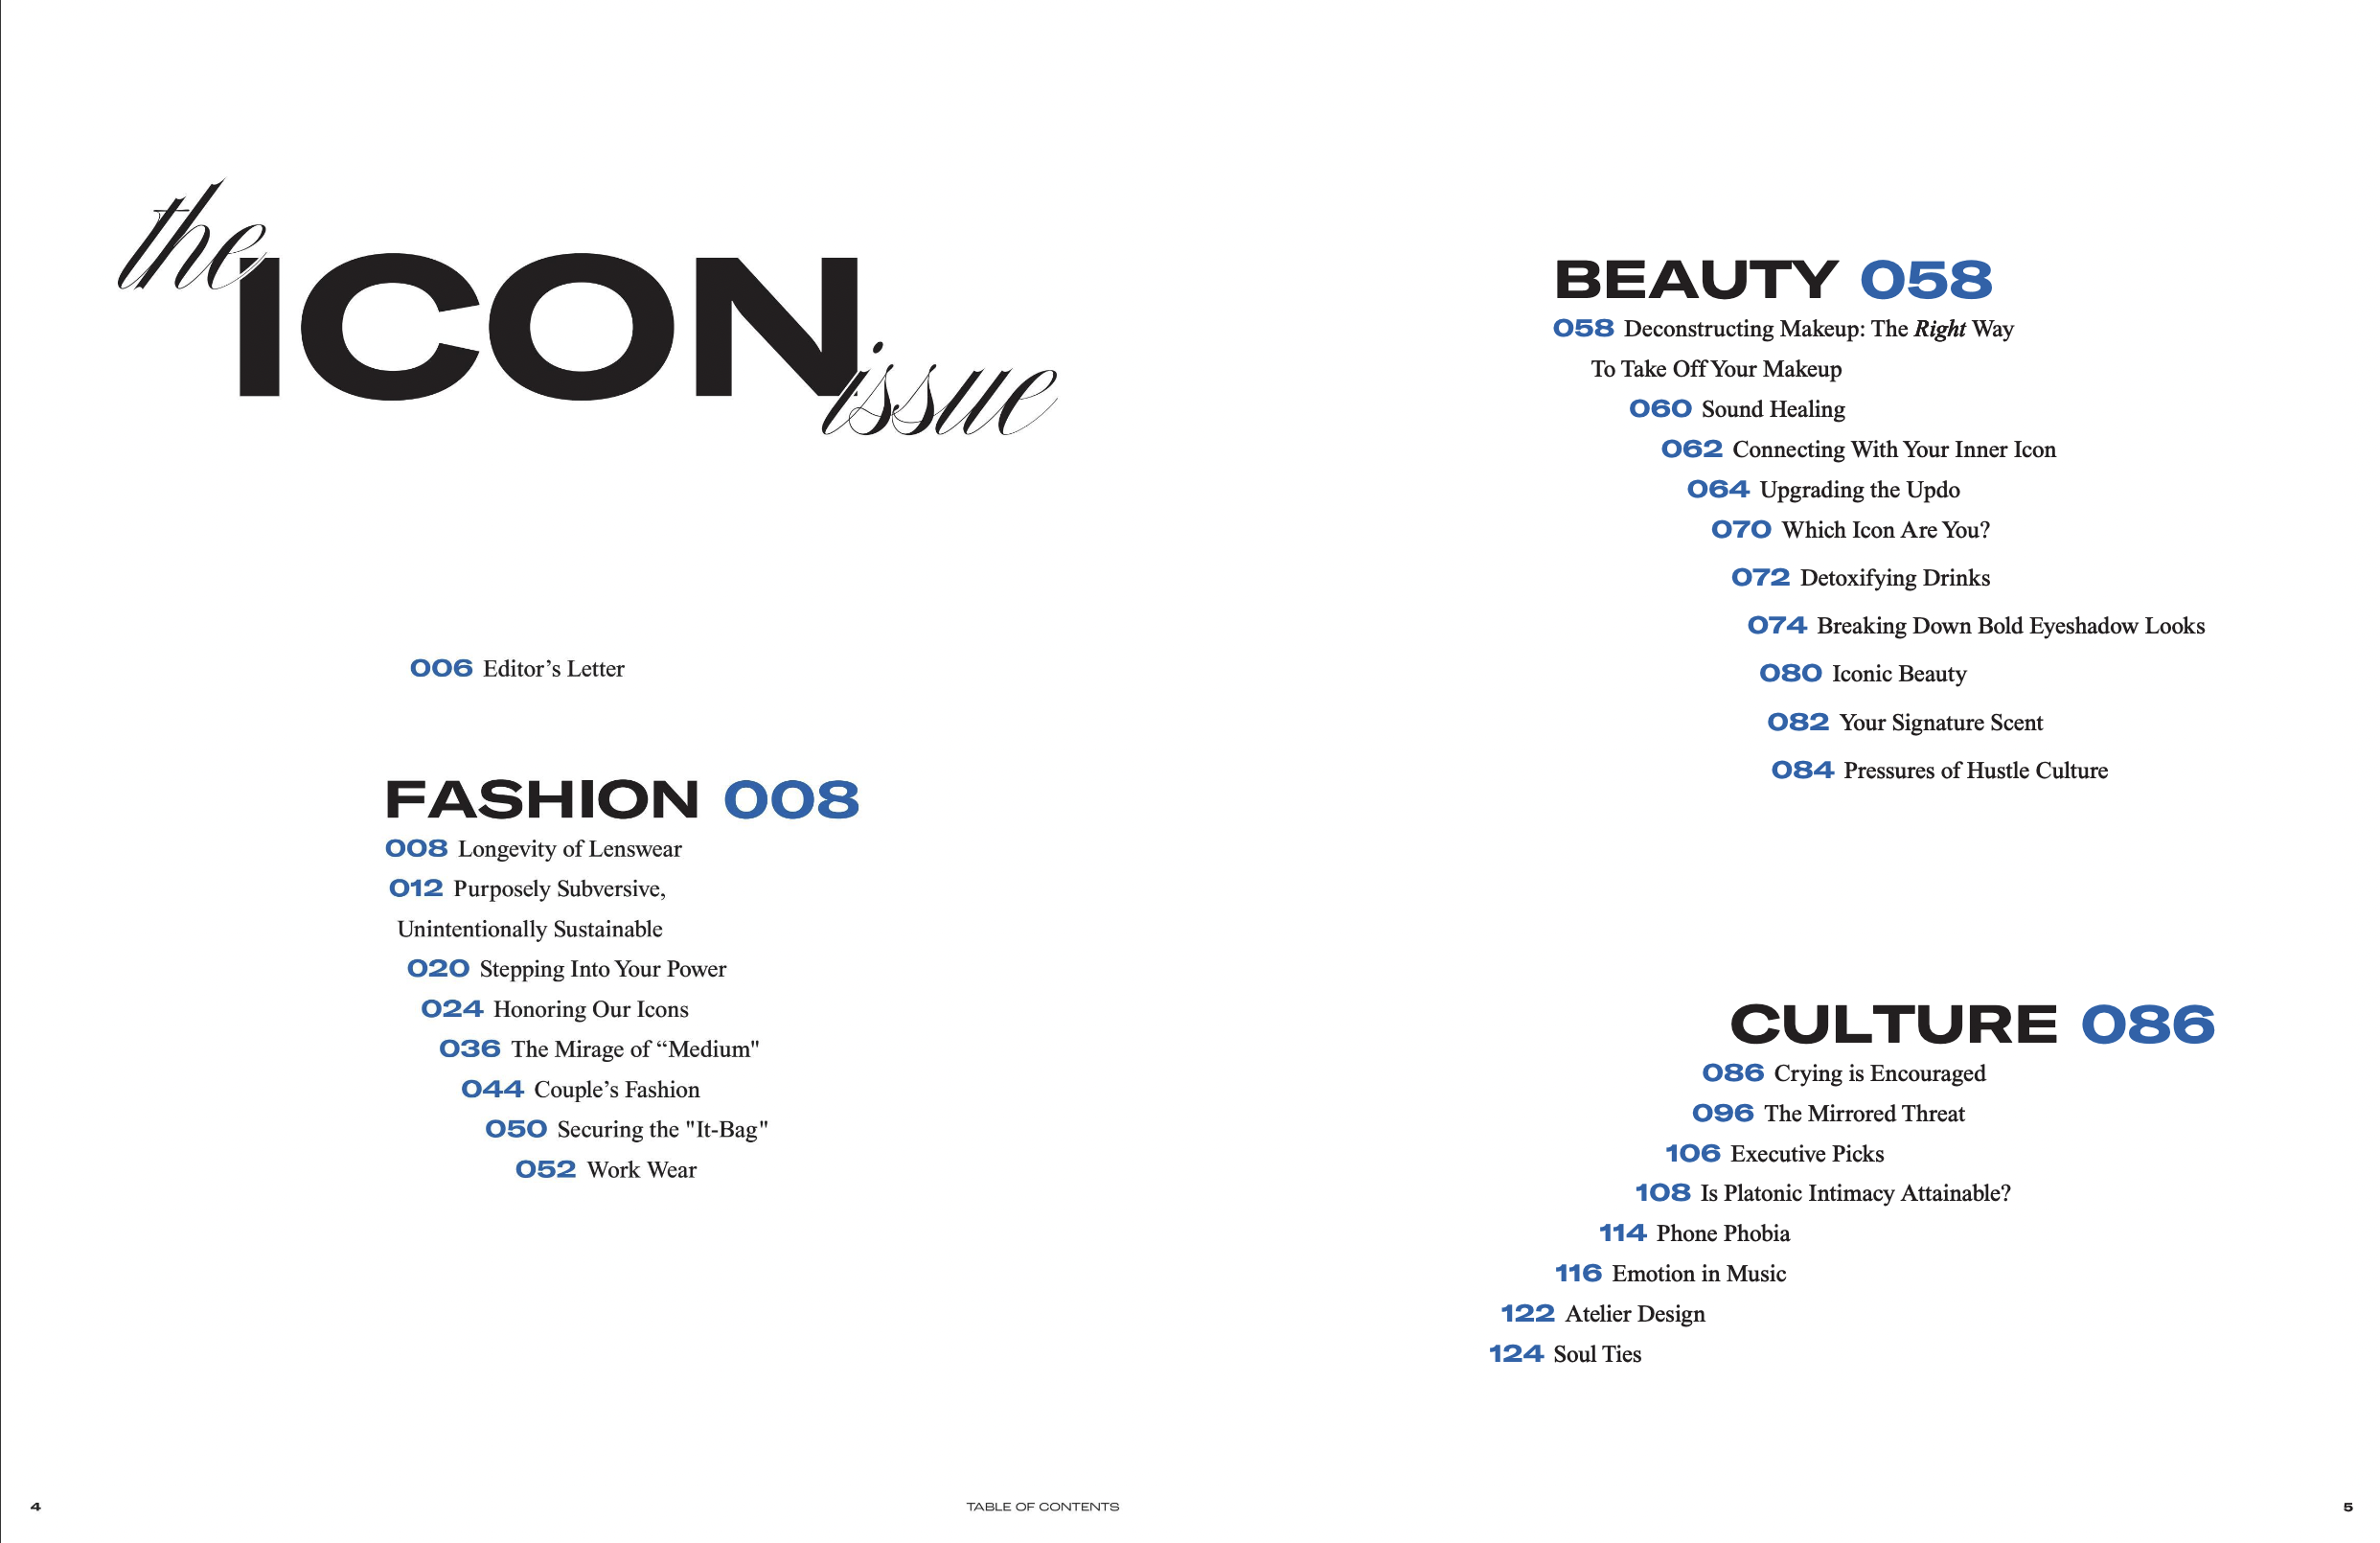 the
ICON
issue
006 Editor’s Letter
FASHION 008
008 Longevity of Lenswear
012 Purposely Subversive,
Unintentionally Sustainable
020 Stepping Into Your Power
024 Honoring Our Icons
036 The Mirage of “Medium"
044 Couple’s Fashion
050 Securing the "It-Bag"
052 Work Wear
BEAUTY 058
058 Deconstructing Makeup: The Right Way
To Take Off Your Makeup
060 Sound Healing
062 Connecting With Your Inner Icon
064 Upgrading the Updo
070 Which Icon Are You?
072 Detoxifying Drinks
074 Breaking Down Bold Eyeshadow Looks
080 Iconic Beauty
082 Your Signature Scent
084 Pressures of Hustle Culture
CULTURE 086
086 Crying is Encouraged
096 The Mirrored Threat
106 Executive Picks
108 Is Platonic Intimacy Attainable?
114 Phone Phobia
116 Emotion in Music
122 Atelier Design
124 Soul Ties
4
TABLE OF CONTENTS
5